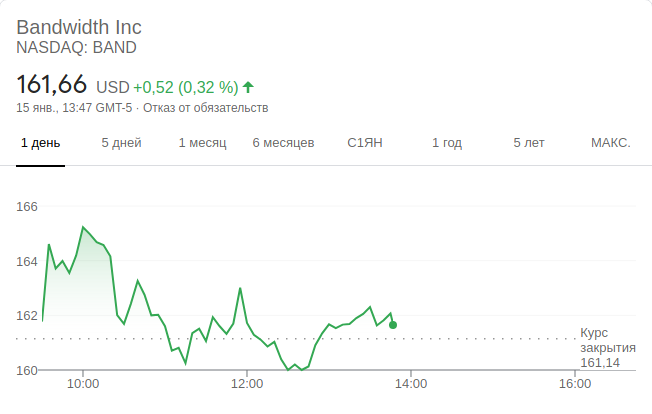 Bandwidth Inc
NASDAQ: BAND
161,66 USD +0,52 (0,32 %)
15 янв., 13:47 GMT-5 · Отказ от обязательств
1 день 5 дней 1 месяц 6 месяцев С1ЯН 1 год 5 лет МАКС.
166
164
162
160
Курс
закрытия
161,14
10:00 12:00 14:00 16:00